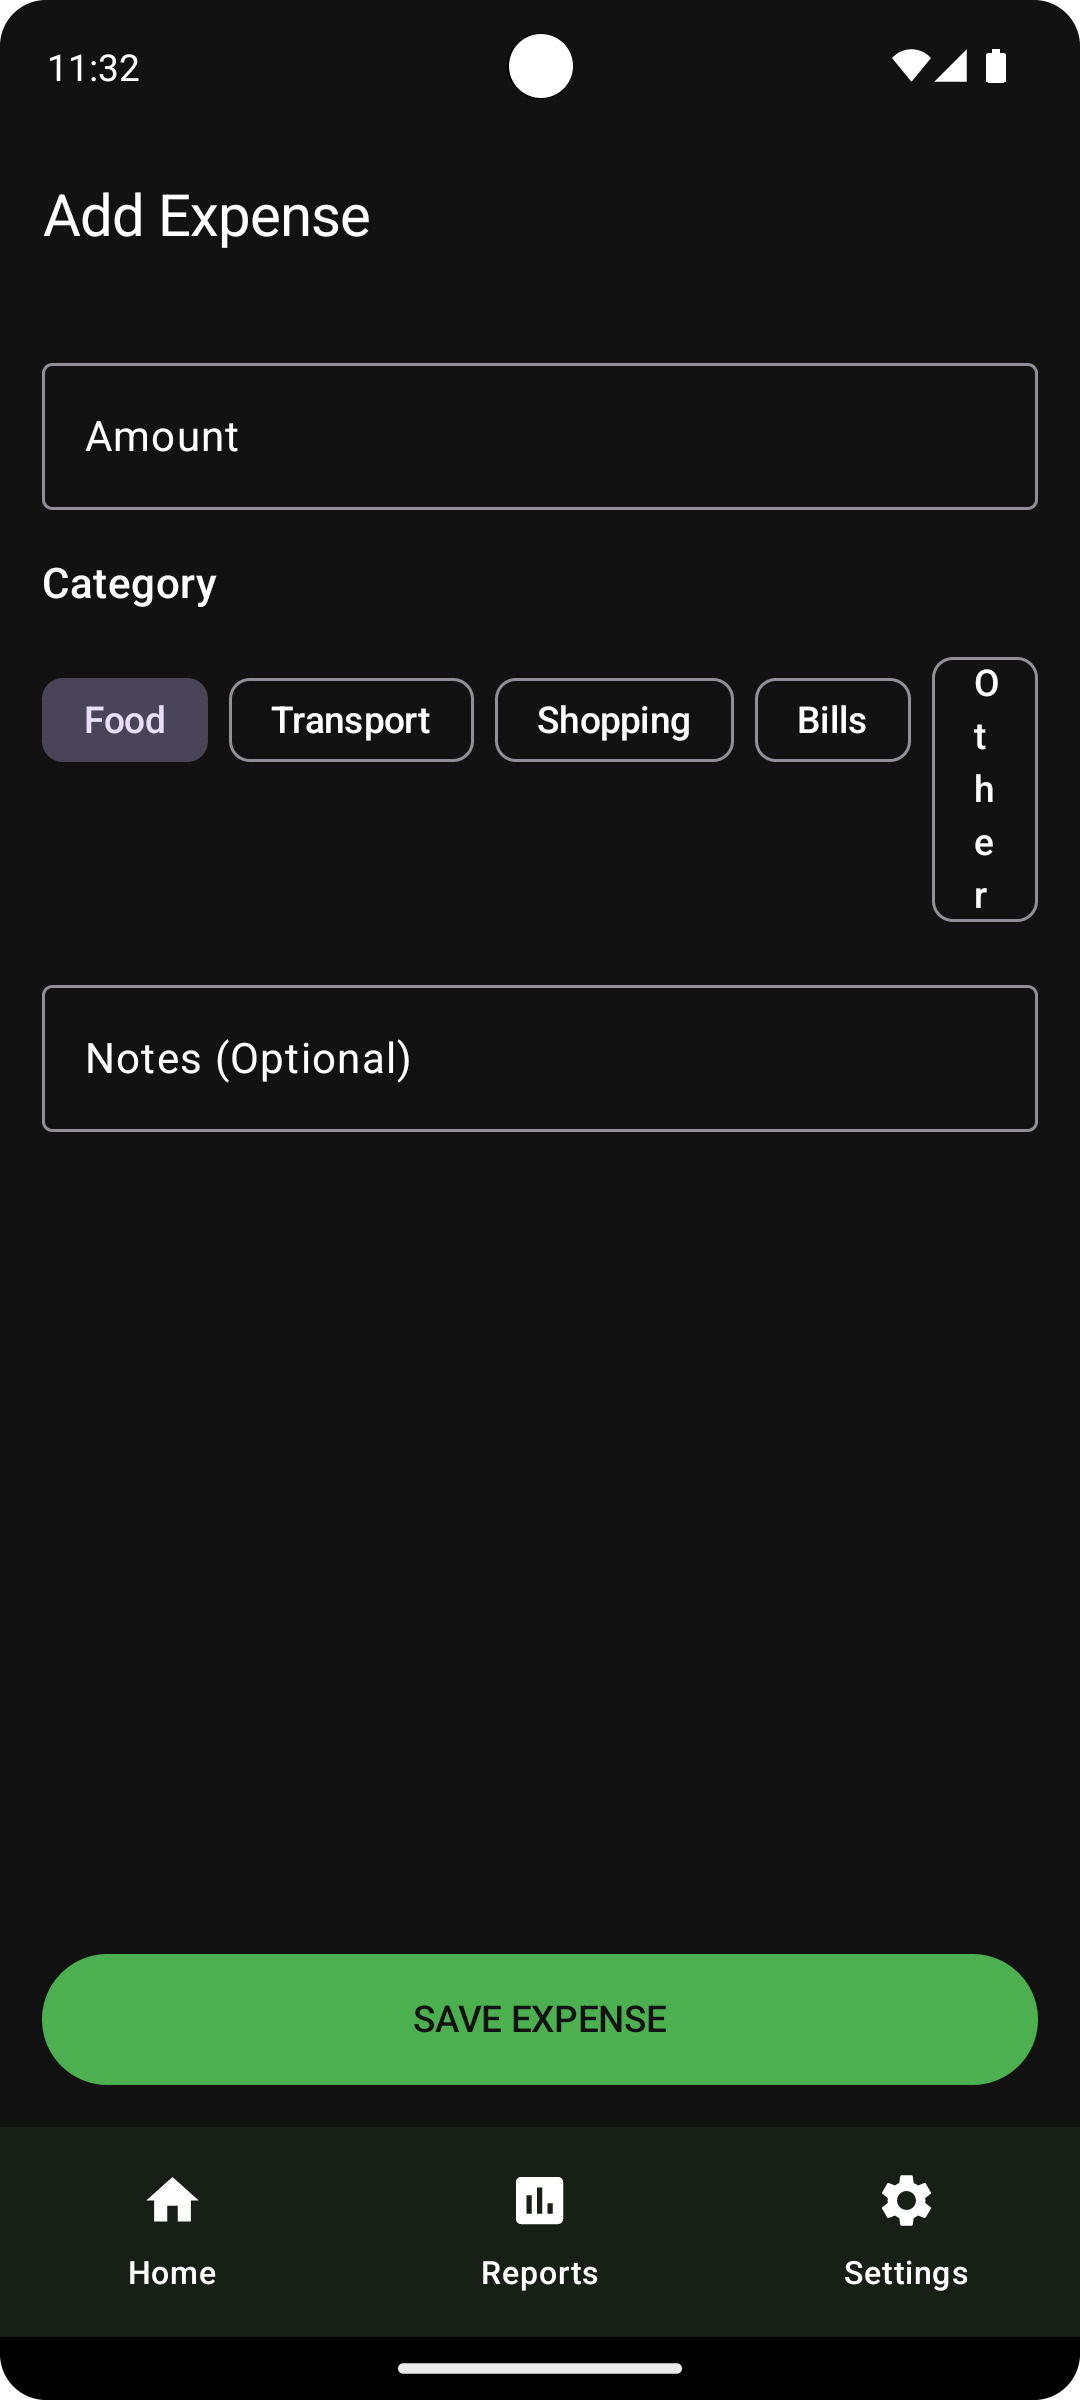 11:32
Add Expense
Amount
Category
Food
Transport
Shopping
Bills
O
t
h
e
r
Notes (Optional)
SAVE EXPENSE
Home
Reports
Settings